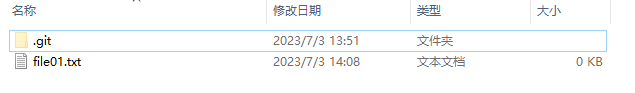 名称 修改日期 类型 大小
.git 2023/7/3 13:51 文件夹
file01.txt 2023/7/3 14:08 文本文档 0 KB